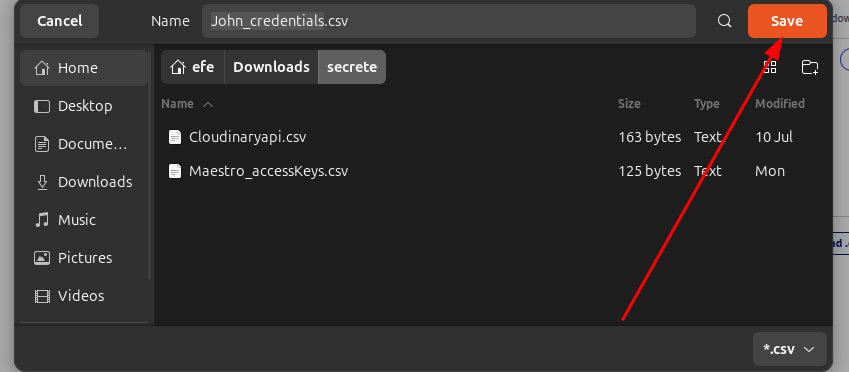 Cancel Name John_credentials.csv Save
Home
Desktop
Docume…
Downloads
Music
Pictures
Videos
efe Downloads secrete
Name Size Type Modified
Cloudinaryapi.csv 163 bytes Text 10 Jul
Maestro_accessKeys.csv 125 bytes Text Mon
*.csv